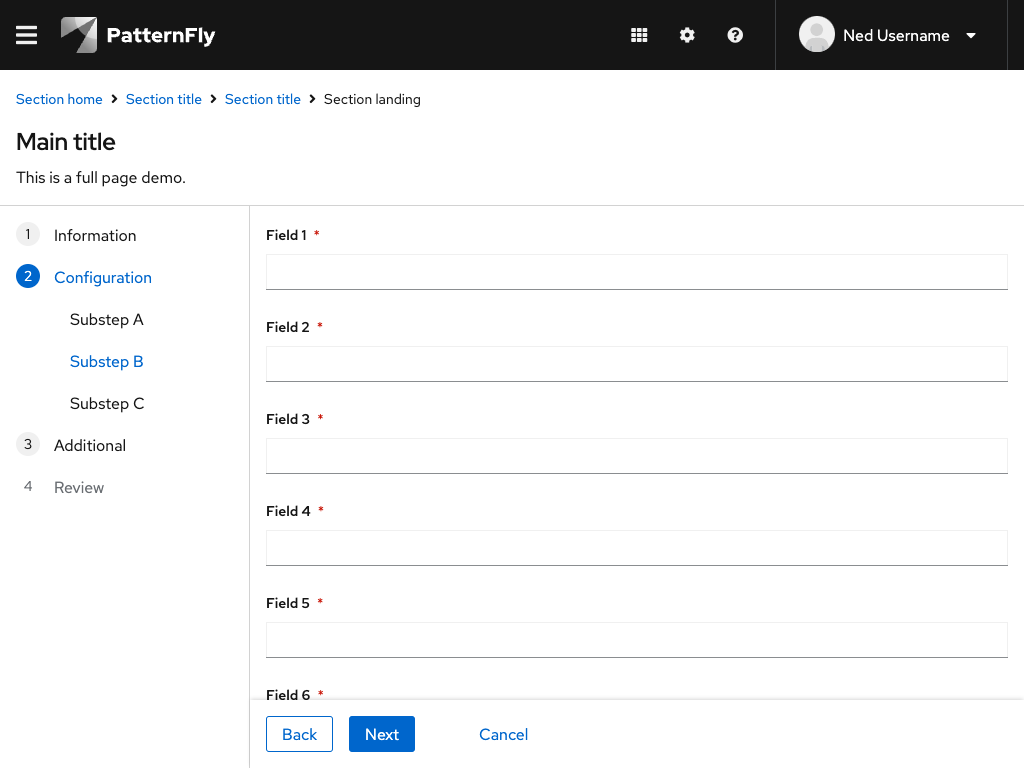 PatternFly
Ned Username
Section home Section title Section title Section landing
Main title
This is a full page demo.
1 Information
2 Configuration
Substep A
Substep B
Substep C
3 Additional
4 Review
Field 1 *
Field 2 *
Field 3 *
Field 4 *
Field 5 *
Field 6 *
Back Next Cancel